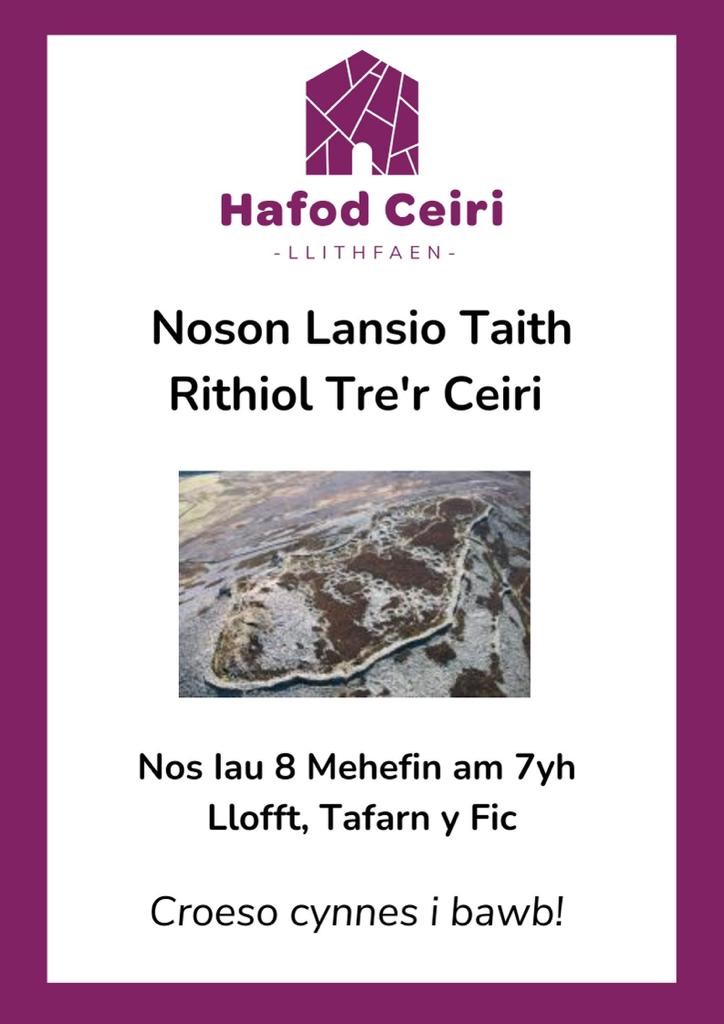 Hafod Ceiri
-LLITHFAEN-
Noson Lansio Taith
Rithiol Tre'r Ceiri
Nos Iau 8 Mehefin am 7yh
Llofft, Tafarn y Fic
Croeso cynnes i bawb!